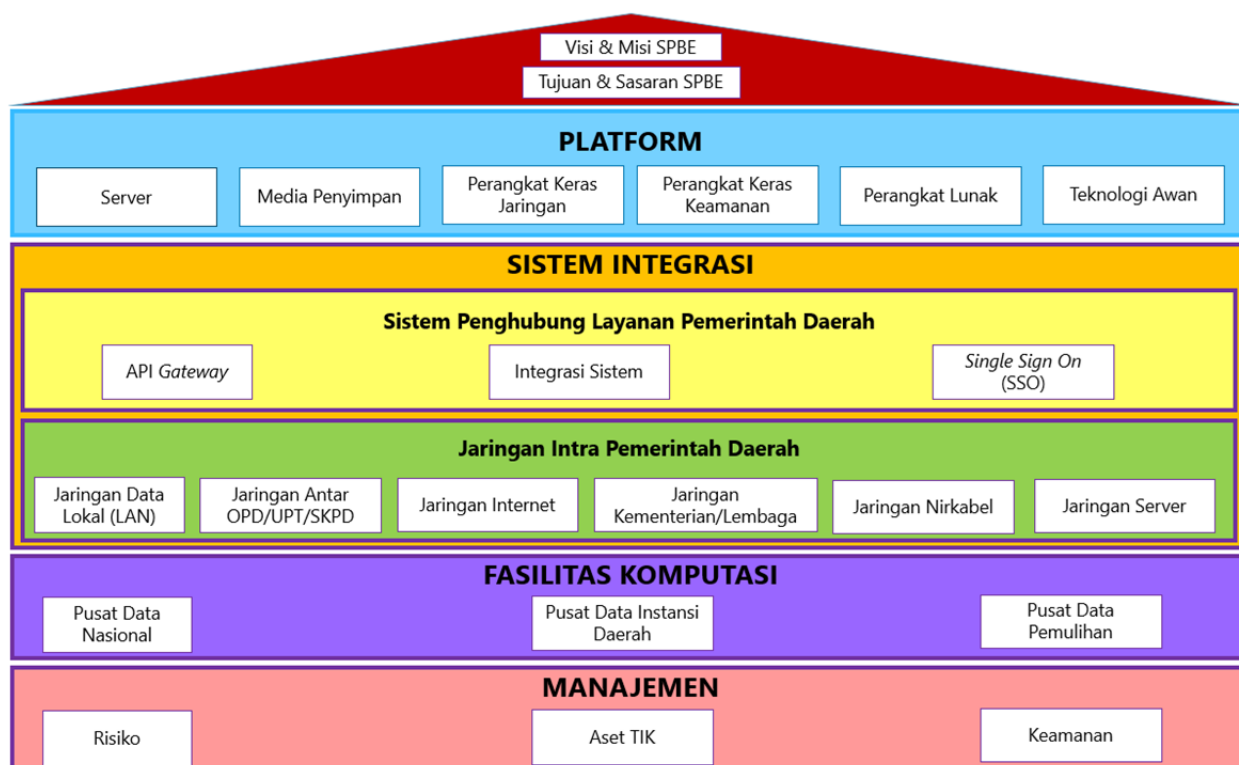 Visi & Misi SPBE
Tujuan & Sasaran SPBE
PLATFORM
Server
Media Penyimpan
Perangkat Keras
Jaringan
Perangkat Keras
Keamanan
Perangkat Lunak
Teknologi Awan
SISTEM INTEGRASI
Sistem Penghubung Layanan Pemerintah Daerah
API Gateway
Integrasi Sistem
Single Sign On
(SSO)
Jaringan Intra Pemerintah Daerah
Jaringan Data
Lokal (LAN)
Jaringan Antar
OPD/UPT/SKPD
Jaringan Internet
Jaringan
Kementerian/Lembaga
Jaringan Nirkabel
Jaringan Server
FASILITAS KOMPUTASI
Pusat Data
Nasional
Pusat Data Instansi
Daerah
Pusat Data
Pemulihan
MANAJEMEN
Risiko
Aset TIK
Keamanan